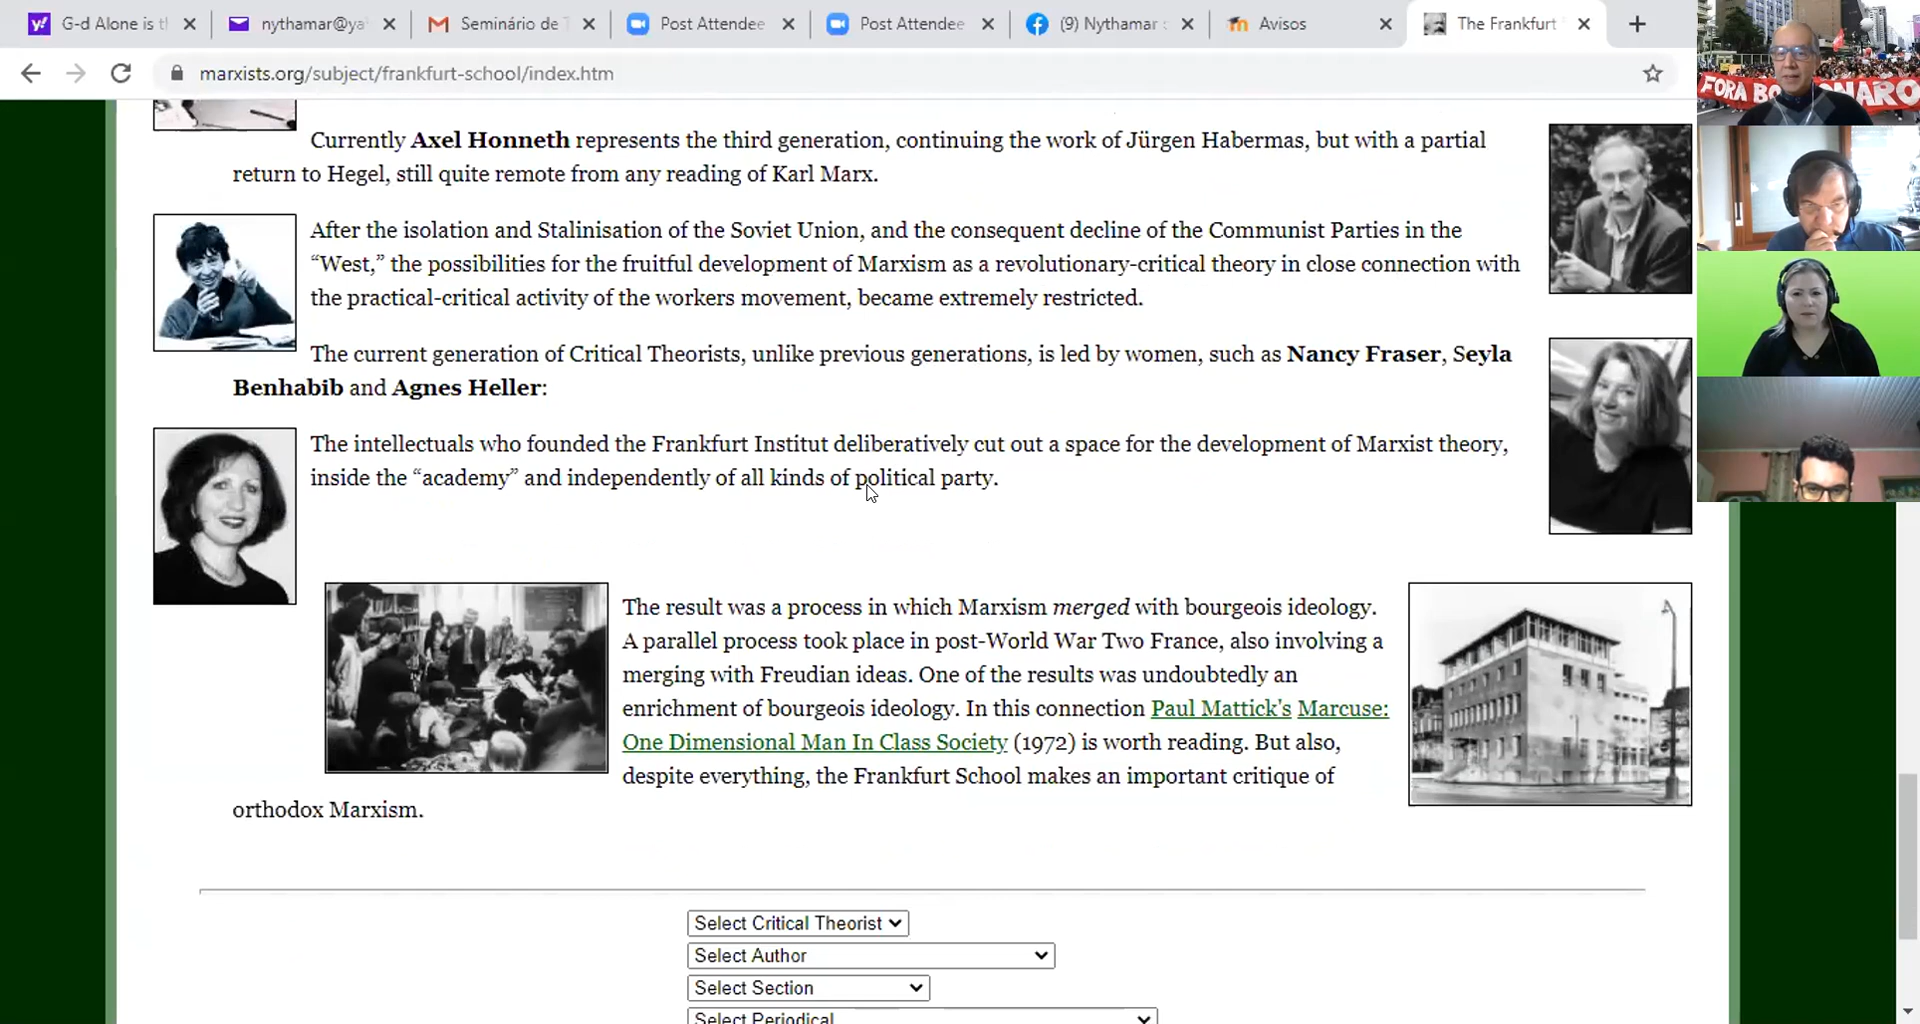 G-d Alone is t
nythamar@ya
Seminário de T
Post Attendee
Post Attendee
(9) Nythamar s
Avisos
The Frankfurt
marxists.org/subject/frankfurt-school/index.htm
FORA BOLSONARO
Currently Axel Honneth represents the third generation, continuing the work of Jürgen Habermas, but with a partial
return to Hegel, still quite remote from any reading of Karl Marx.
After the isolation and Stalinisation of the Soviet Union, and the consequent decline of the Communist Parties in the
“West,” the possibilities for the fruitful development of Marxism as a revolutionary-critical theory in close connection with
the practical-critical activity of the workers movement, became extremely restricted.
The current generation of Critical Theorists, unlike previous generations, is led by women, such as Nancy Fraser, Seyla
Benhabib and Agnes Heller:
The intellectuals who founded the Frankfurt Institut deliberatively cut out a space for the development of Marxist theory,
inside the “academy” and independently of all kinds of political party.
The result was a process in which Marxism merged with bourgeois ideology.
A parallel process took place in post-World War Two France, also involving a
merging with Freudian ideas. One of the results was undoubtedly an
enrichment of bourgeois ideology. In this connection Paul Mattick's Marcuse:
One Dimensional Man In Class Society (1972) is worth reading. But also,
despite everything, the Frankfurt School makes an important critique of
orthodox Marxism.
Select Critical Theorist
Select Author
Select Section
Select Periodical